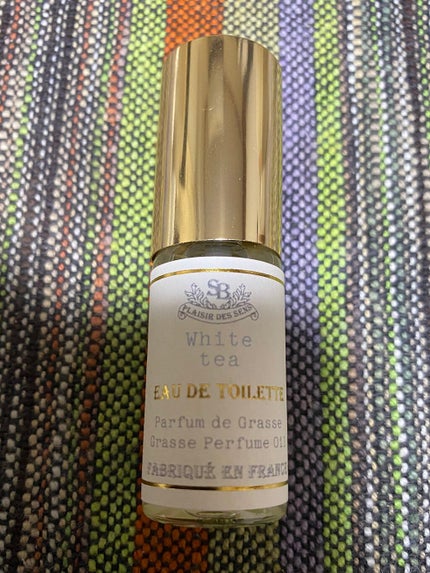 SB
PLAISIR DES SENS
White
tea
EAU DE TOILETTE
Parfum de Grasse
Grasse Perfume Oil
FABRIQUÉ EN FRANCE